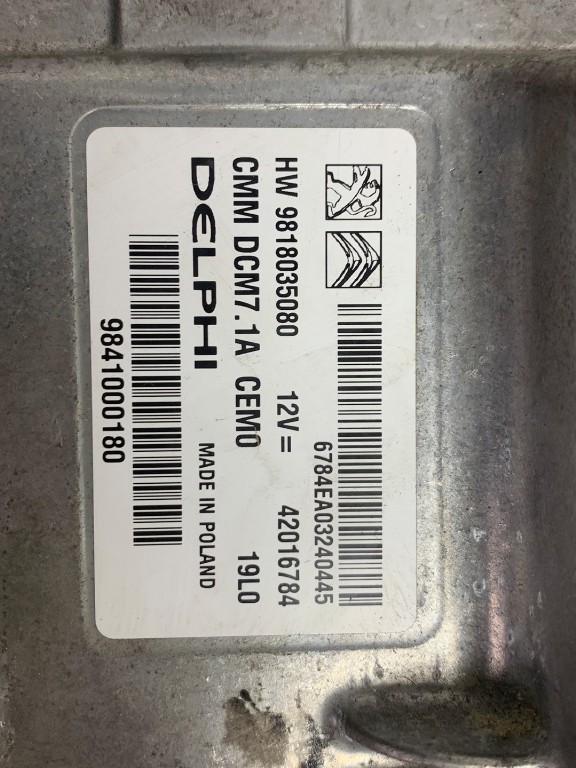 6784EA03240445
HW 9818035080 12V= 42016784
CMM DCM7.1A CEM0 19L0
DELPHI MADE IN POLAND
9841000180